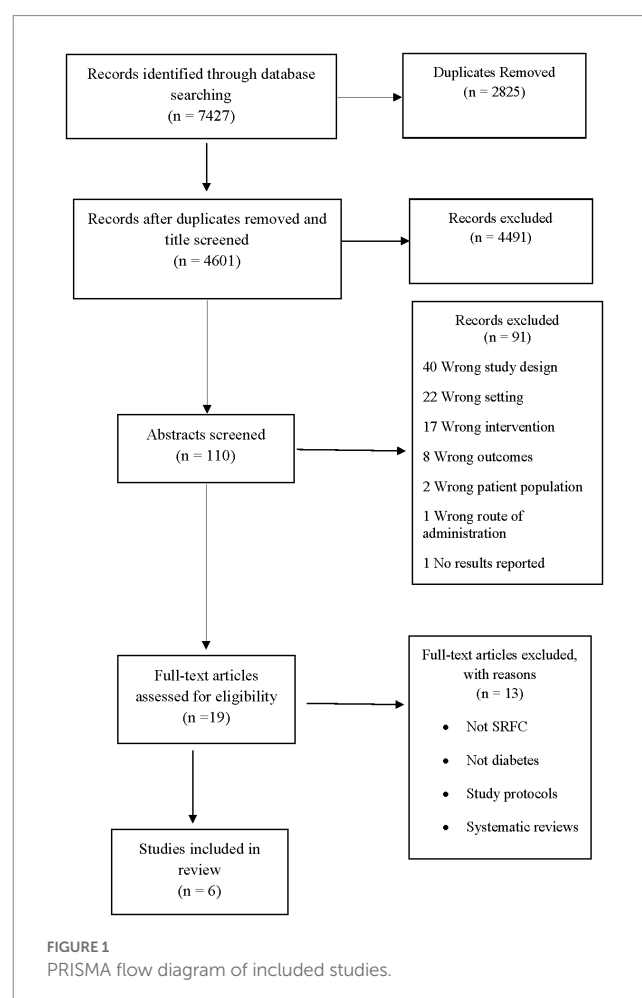 Records identified through database
searching
(n = 7427)
Duplicates Removed
(n = 2825)
Records after duplicates removed and
title screened
(n = 4601)
Records excluded
(n = 4491)
Records excluded
(n = 91)
40 Wrong study design
22 Wrong setting
17 Wrong intervention
8 Wrong outcomes
2 Wrong patient population
1 Wrong route of
administration
1 No results reported
Abstracts screened
(n = 110)
Full-text articles
assessed for eligibility
(n =19)
Full-text articles excluded,
with reasons
(n = 13)
• Not SRFC
• Not diabetes
• Study protocols
• Systematic reviews
Studies included in
review
(n = 6)
FIGURE 1
PRISMA flow diagram of included studies.